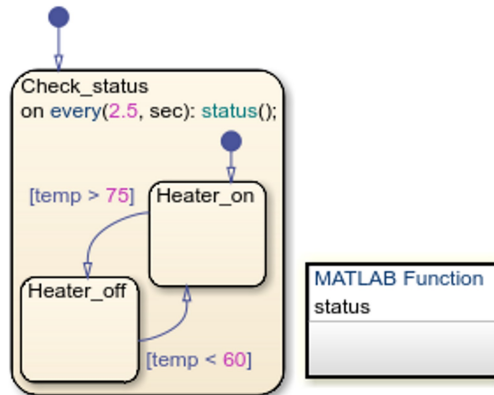 Check_status
on every(2.5, sec): status();
[temp > 75]
Heater_on
Heater_off
[temp < 60]
MATLAB Function
status